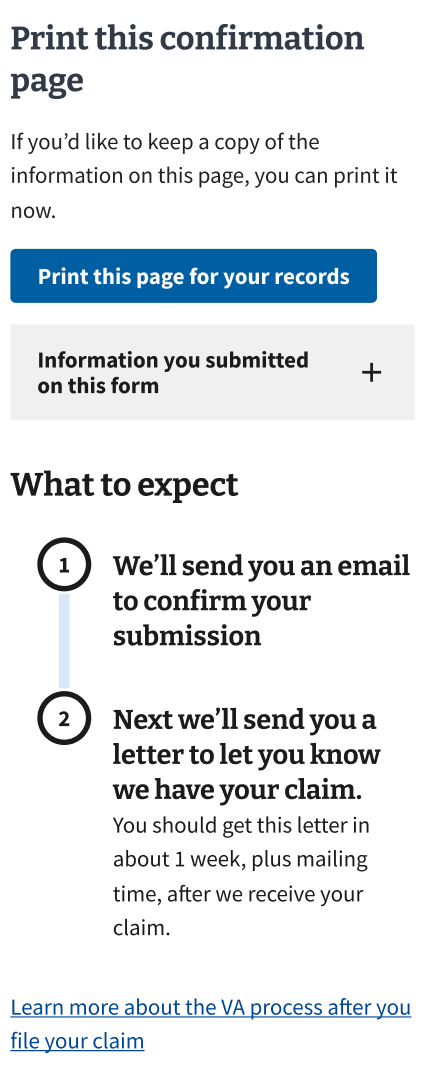 Print this confirmation
page
If you’d like to keep a copy of the
information on this page, you can print it
now.
Print this page for your records
Information you submitted
on this form
What to expect
1
We’ll send you an email
to confirm your
submission
2
Next we’ll send you a
letter to let you know
we have your claim.
You should get this letter in
about 1 week, plus mailing
time, after we receive your
claim.
Learn more about the VA process after you
file your claim